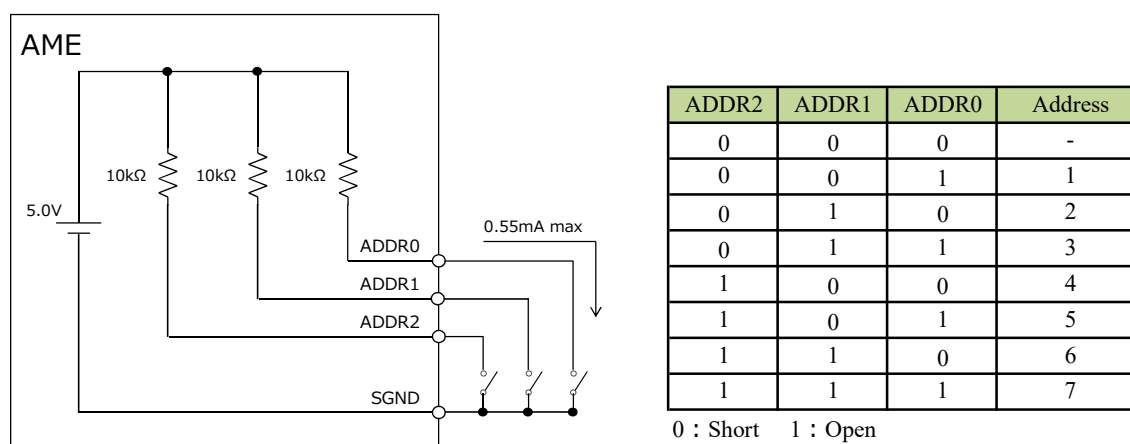 AME
10kΩ 10kΩ 10kΩ
5.0V
0.55mA max
ADDR0
ADDR1
ADDR2
SGND
ADDR2 ADDR1 ADDR0 Address
0 0 0 -
0 0 1 1
0 1 0 2
0 1 1 3
1 0 0 4
1 0 1 5
1 1 0 6
1 1 1 7
0：Short 1：Open